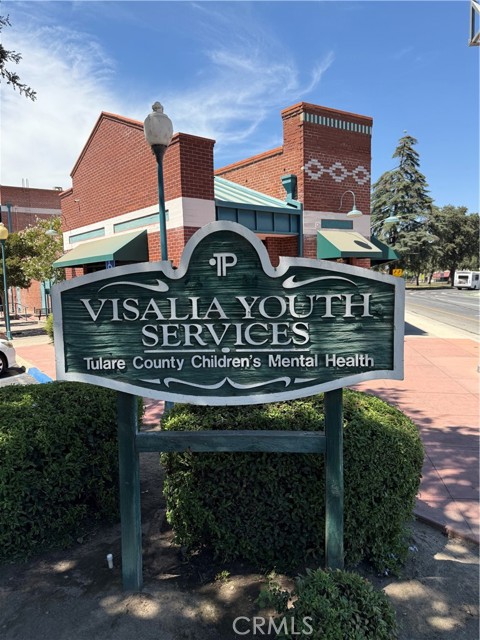 TP
VISALIA YOUTH
SERVICES
Tulare County Children's Mental Health
CRMLS